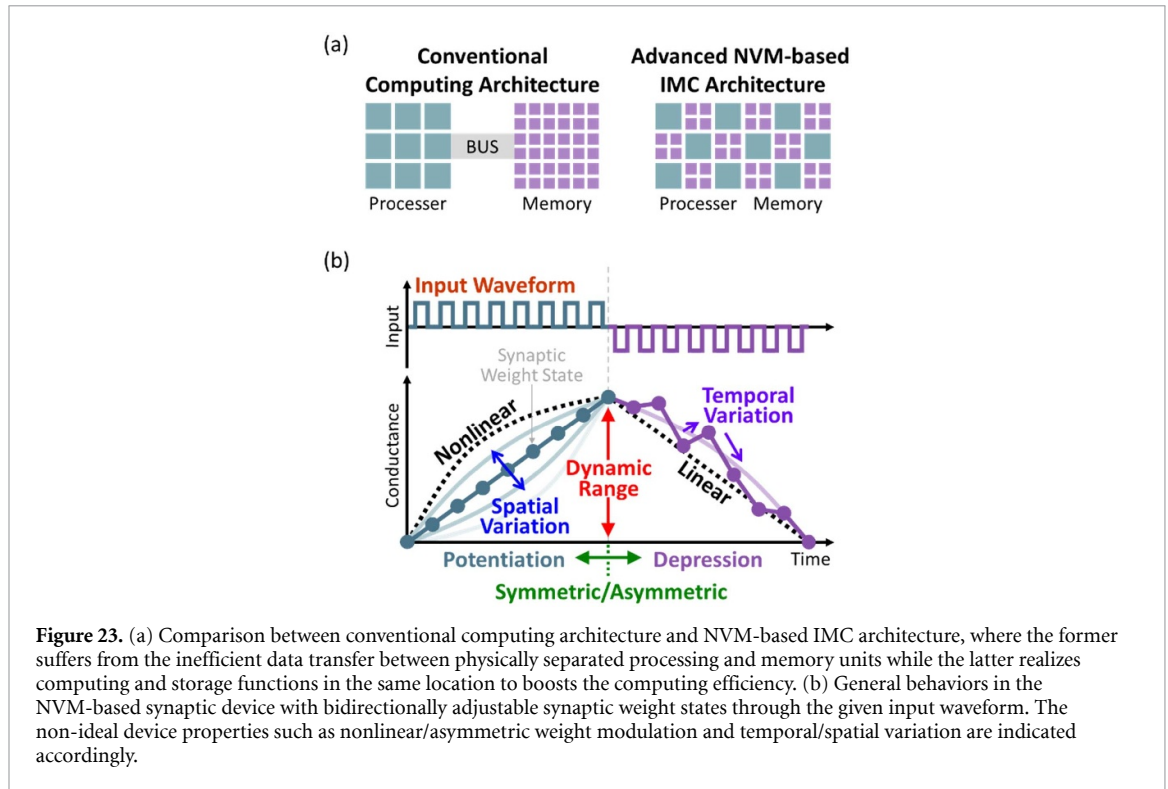 (a)
Conventional
Computing Architecture
Advanced NVM-based
IMC Architecture
BUS
Processer
Memory
Processer
Memory
(b)
Input Waveform
Input
Synaptic
Weight State
Nonlinear
Conductance
Spatial
Variation
Dynamic
Range
Temporal
Variation
Linear
Potentiation
Depression
Time
Symmetric/Asymmetric
Figure 23. (a) Comparison between conventional computing architecture and NVM-based IMC architecture, where the former
suffers from the inefficient data transfer between physically separated processing and memory units while the latter realizes
computing and storage functions in the same location to boosts the computing efficiency. (b) General behaviors in the
NVM-based synaptic device with bidirectionally adjustable synaptic weight states through the given input waveform. The
non-ideal device properties such as nonlinear/asymmetric weight modulation and temporal/spatial variation are indicated
accordingly.